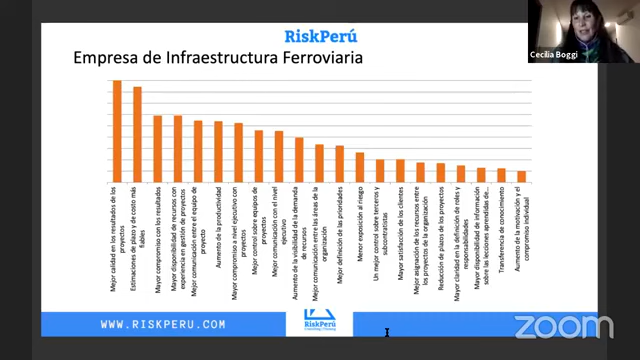 RiskPerú
Empresa de Infraestructura Ferroviaria
Cecilia Boggi
Mejor calidad en los resultados de los
proyectos
Estimaciones de plazo y de costo más
fiables
Mayor compromiso con los resultados
Mayor disponibilidad de recursos con
experiencia en gestión de proyectos
Mejor comunicación entre el equipo de
proyecto
Aumento de la productividad
Mayor compromiso a nivel ejecutivo con
proyectos
Mejor control sobre equipos de
proyectos
Mejor comunicación con el nivel
ejecutivo
Aumento de la visibilidad de la demanda
de recursos
Mejor comunicación entre las áreas de la
organización
Mejor definición de las prioridades
Menor exposición al riesgo
Un mejor control sobre terceros y
subcontratistas
Mayor satisfacción de los clientes
Mejor asignación de los recursos entre
los proyectos de la organización
Reducción de plazos de los proyectos
Mayor claridad en la definición de roles y
responsabilidades
Mayor disponibilidad de información
sobre las lecciones aprendidas de...
Transferencia de conocimiento
Aumento de la motivación y el
compromiso individual
WWW.RISKPERU.COM
RiskPerú
zoom